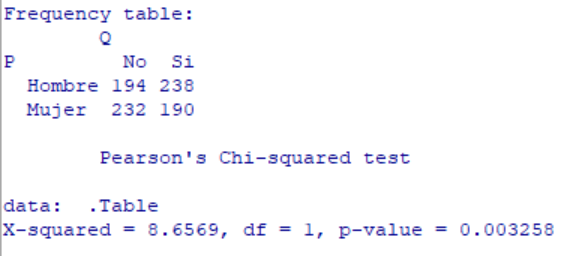 Frequency table:
Q
P No Si
Hombre 194 238
Mujer 232 190
Pearson's Chi-squared test
data: .Table
X-squared = 8.6569, df = 1, p-value = 0.003258